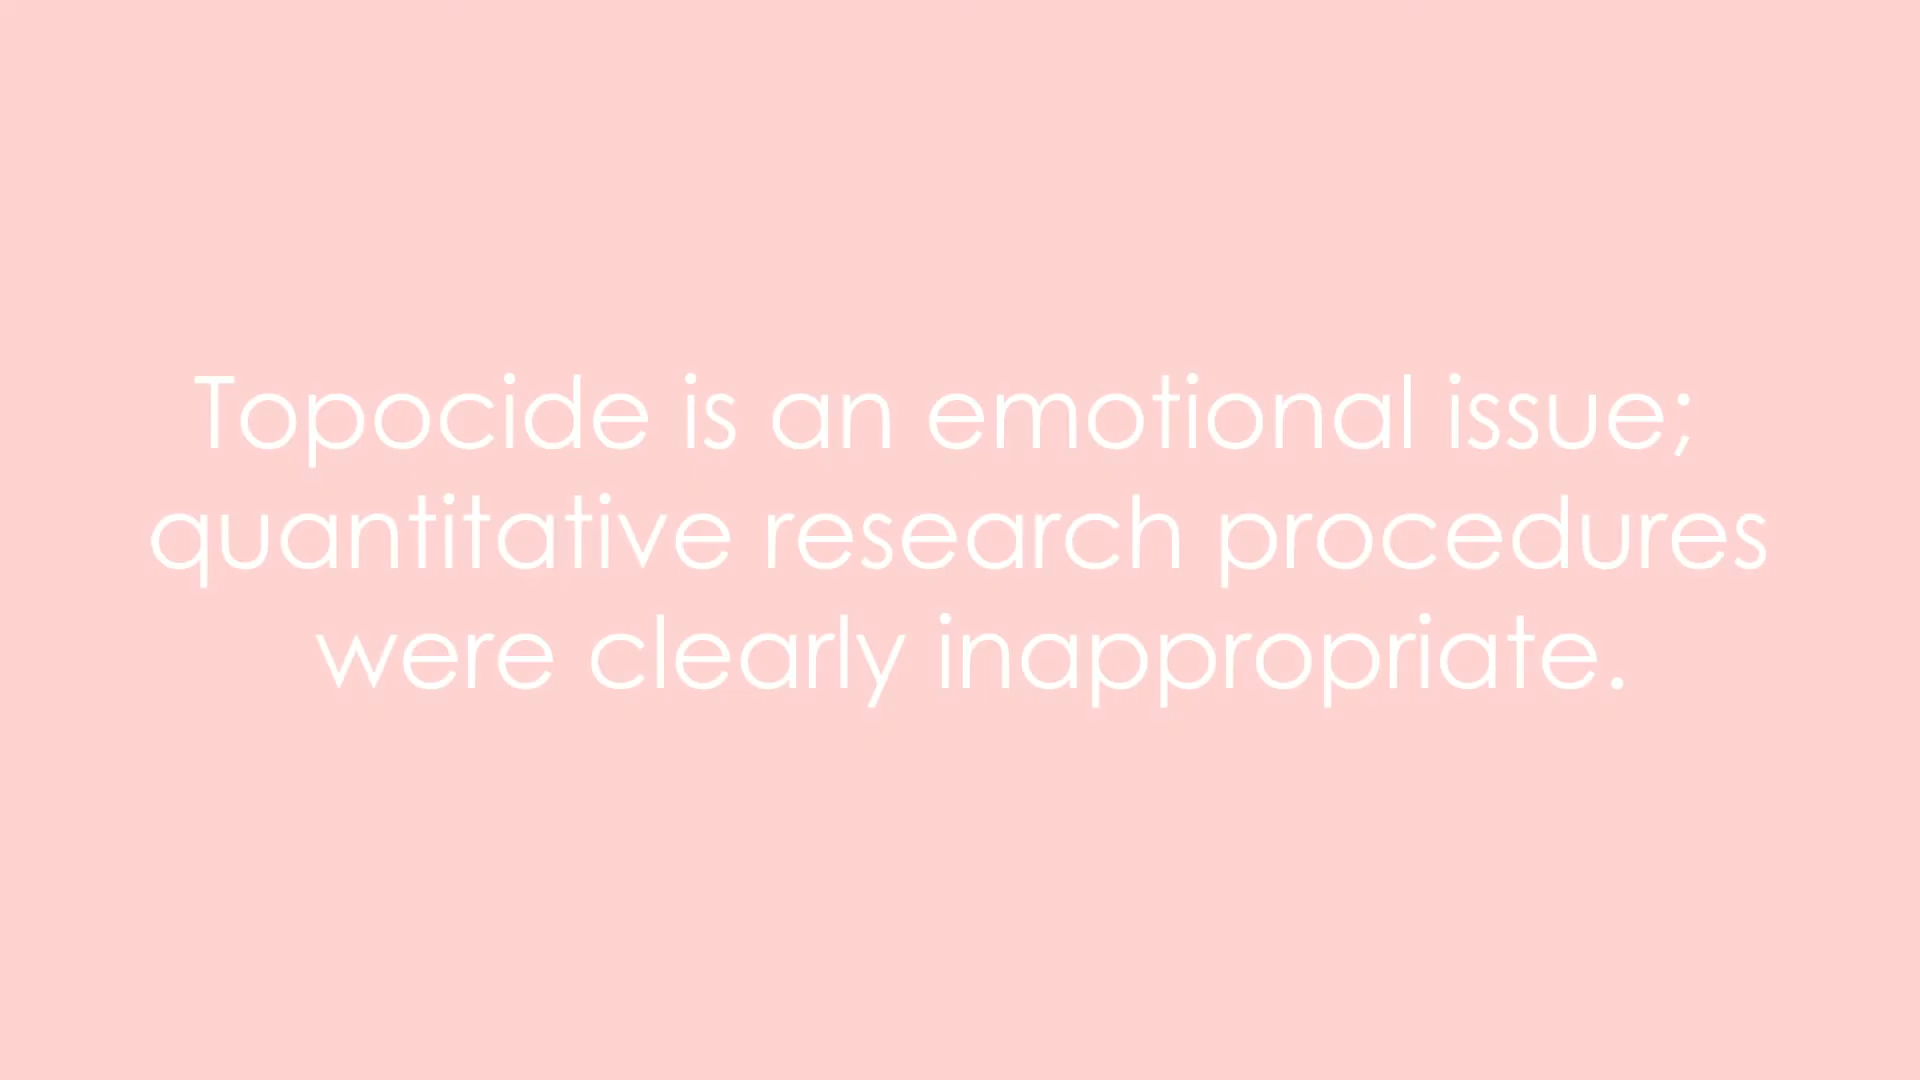 Topocide is an emotional issue;
quantitative research procedures
were clearly inappropriate.